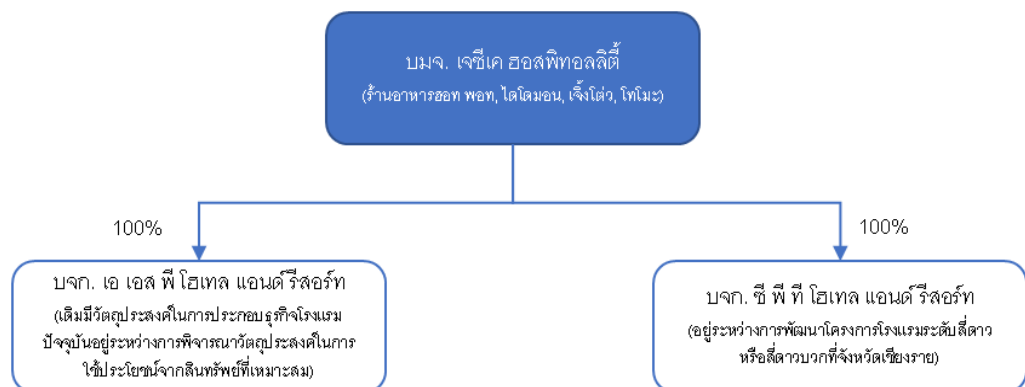 บมจ. เจซีเค ฮอสพิทอลลิตี้
(ร้านอาหารฮอท พอท, ไดโดมอน, เจิ้งโต่ว, โทโมะ)
100%
100%
บจก. เอ เอส พี โฮเทล แอนด์ รีสอร์ท
(เดิมมีวัตถุประสงค์ในการประกอบธุรกิจโรงแรม
ปัจจุบันอยู่ระหว่างการพิจารณาวัตถุประสงค์ในการ
ใช้ประโยชน์จากสินทรัพย์ที่เหมาะสม)
บจก. ซี พี ที โฮเทล แอนด์ รีสอร์ท
(อยู่ระหว่างการพัฒนาโครงการโรงแรมระดับสี่ดาว
หรือสี่ดาวบวกที่จังหวัดเชียงราย)